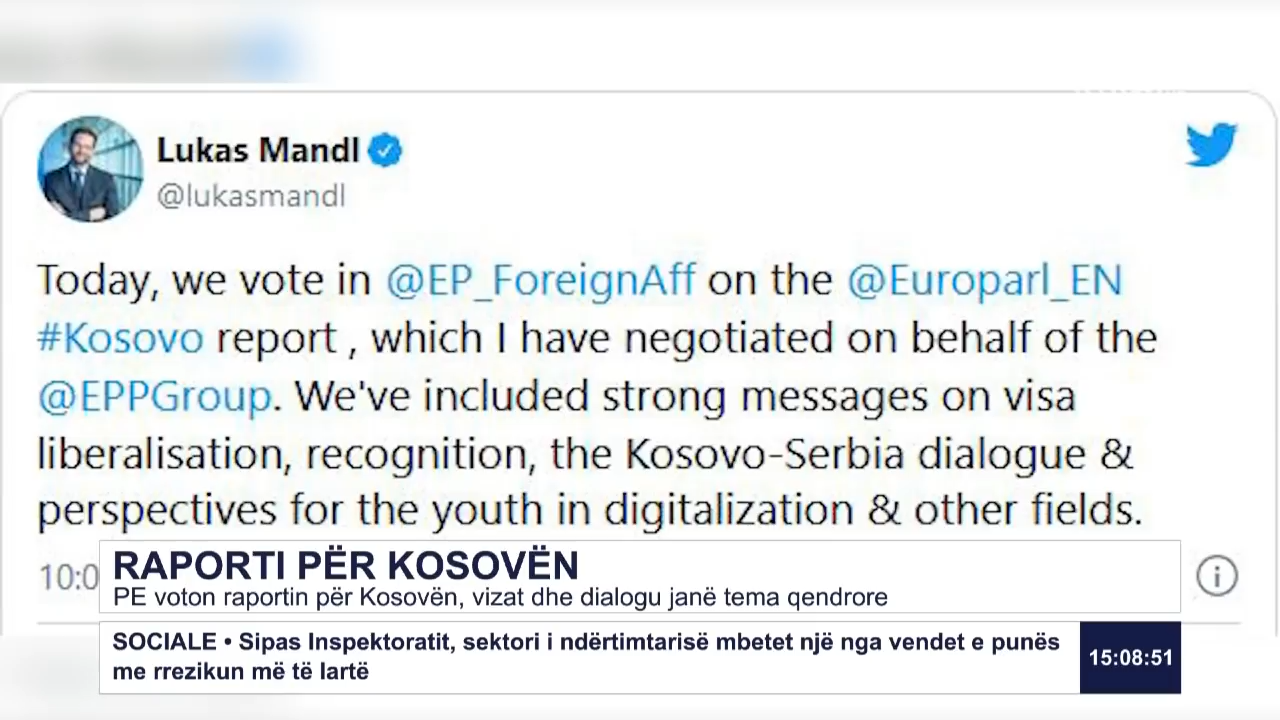 Lukas Mandl
@lukasmandl
Today, we vote in @EP_ForeignAff on the @Europarl_EN
#Kosovo report , which I have negotiated on behalf of the
@EPPGroup. We've included strong messages on visa
liberalisation, recognition, the Kosovo-Serbia dialogue &
perspectives for the youth in digitalization & other fields.
10:0
RAPORTI PËR KOSOVËN
PE voton raportin për Kosovën, vizat dhe dialogu janë tema qendrore
SOCIALE • Sipas Inspektoratit, sektori i ndërtimtarisë mbetet një nga vendet e punës
me rrezikun më të lartë
15:08:51